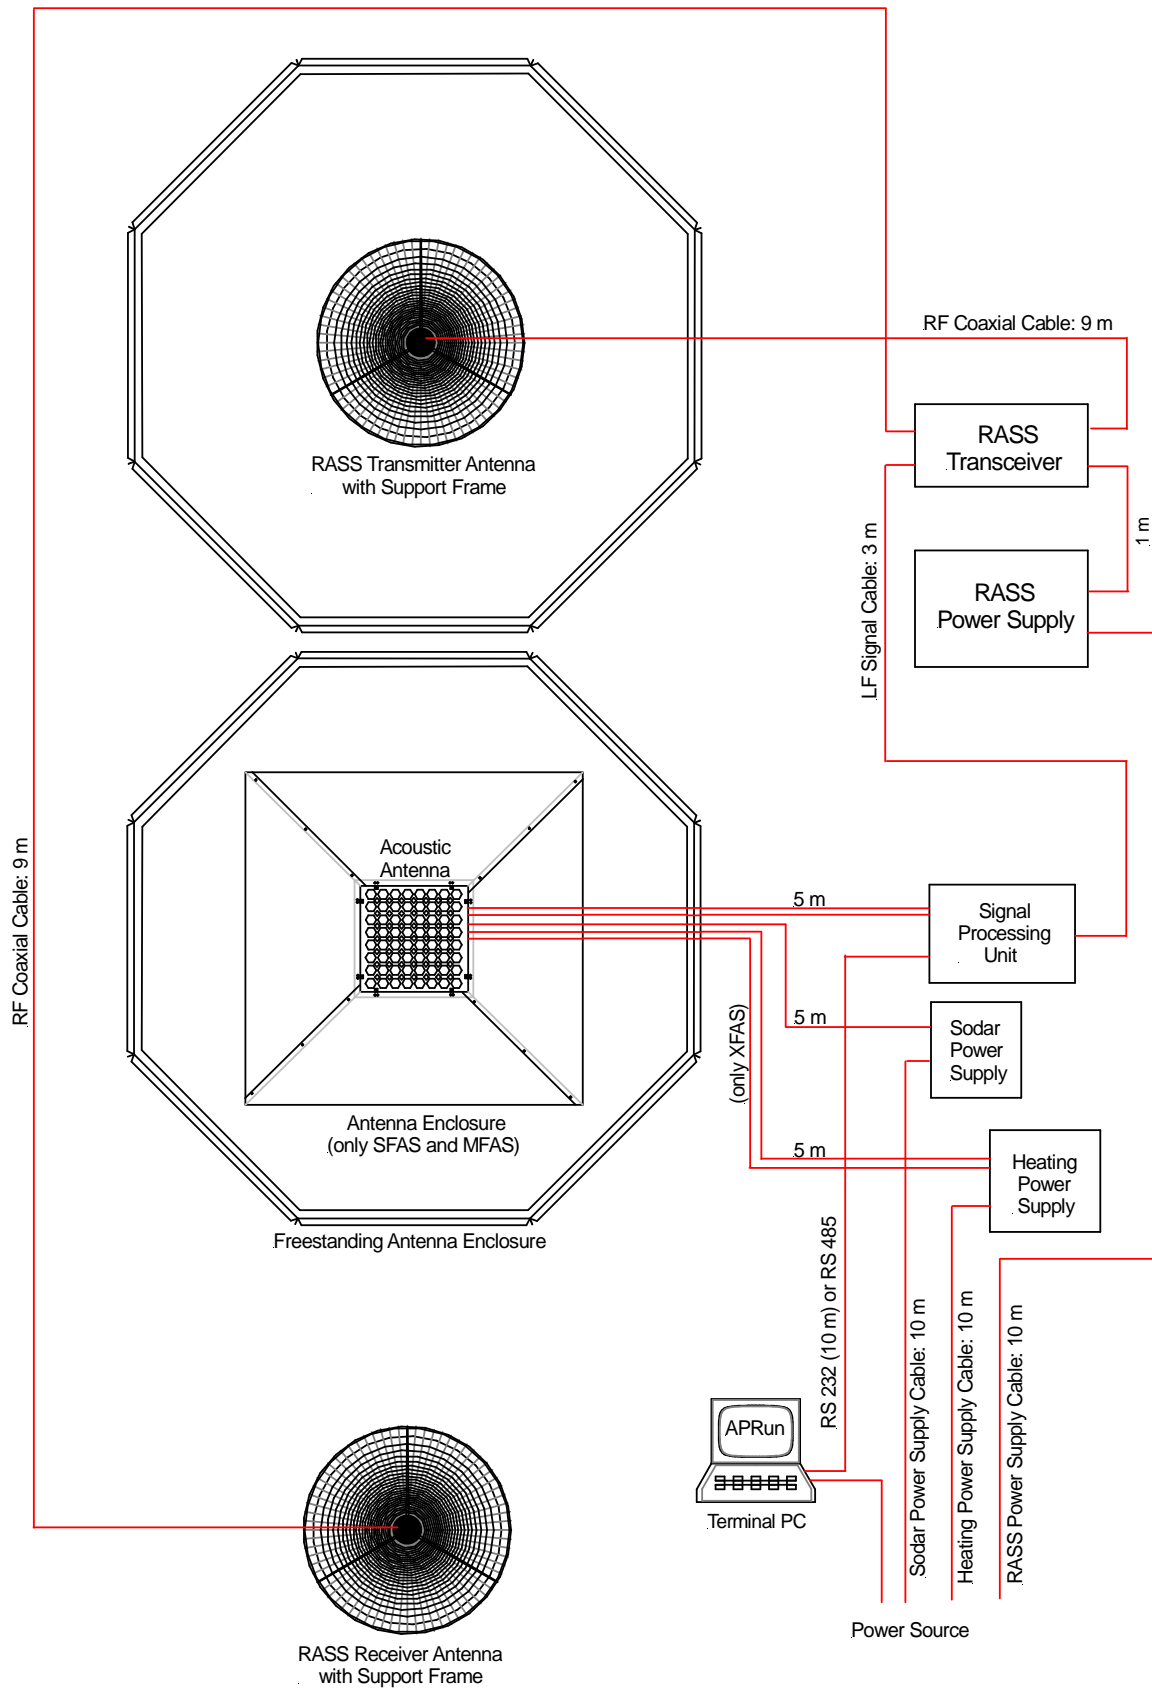 RF Coaxial Cable: 9 m
RASS
Transceiver
RASS Transmitter Antenna
with Support Frame
1 m
LF Signal Cable: 3 m
RASS
Power Supply
RF Coaxial Cable: 9 m
Acoustic
Antenna
5 m
Signal
Processing
Unit
5 m
Sodar
Power
Supply
(only XFAS)
Antenna Enclosure
(only SFAS and MFAS)
5 m
Heating
Power
Supply
Freestanding Antenna Enclosure
RS 232 (10 m) or RS 485
Sodar Power Supply Cable: 10 m
Heating Power Supply Cable: 10 m
RASS Power Supply Cable: 10 m
APRun
Terminal PC
Power Source
RASS Receiver Antenna
with Support Frame